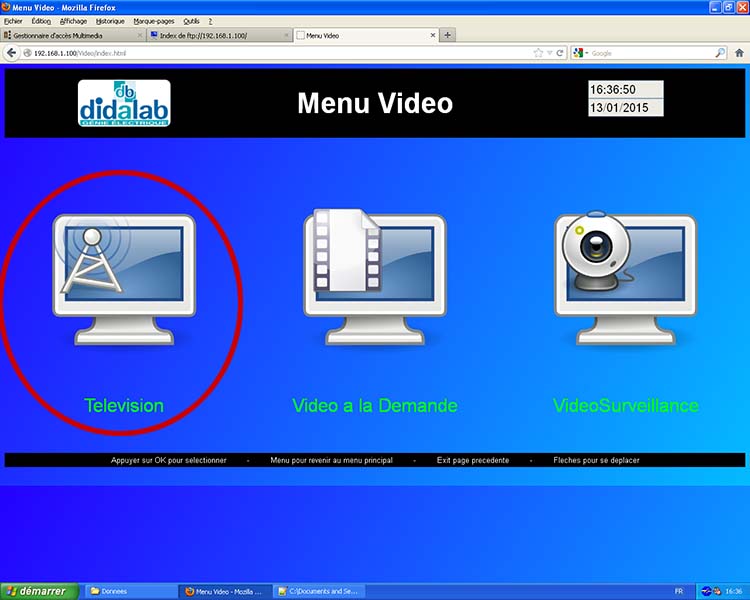 Menu Video - Mozilla Firefox
Fichier Édition Affichage Historique Marque-pages Outils ?
Gestionnaire d'accès Multimedia
Index de ftp://192.168.1.100/
Menu Video
192.168.1.100/Video/index.html
Google
db
didalab
GÉNIE ÉLECTRIQUE
Menu Video
16:36:50
13/01/2015
Television
Video a la Demande
VideoSurveillance
Appuyer sur OK pour selectionner - Menu pour revenir au menu principal - Exit page precedente - Fleches pour se deplacer
démarrer
Donnees
Menu Video - Mozilla ...
C:\Documents and Se...
FR
16:36